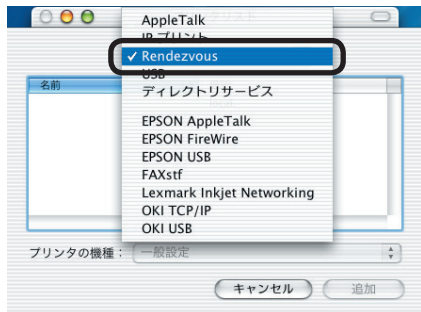 AppleTalk
IP プリント
Rendezvous
USB
ディレクトリサービス
名前
EPSON AppleTalk
EPSON FireWire
EPSON USB
FAXstf
Lexmark Inkjet Networking
OKI TCP/IP
OKI USB
プリンタの機種： 一般設定
キャンセル 追加